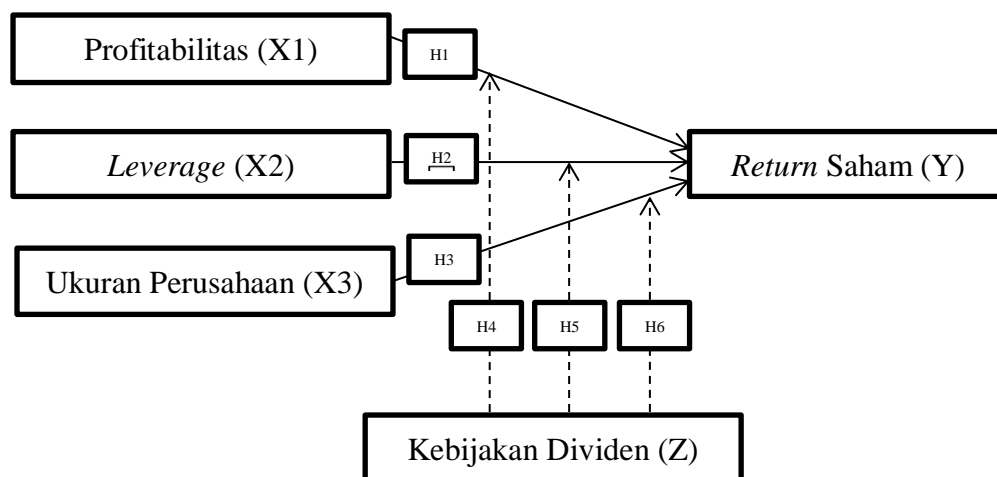 Profitabilitas (X1)
H1
Leverage (X2)
H2
Return Saham (Y)
Ukuran Perusahaan (X3)
H3
H4
H5
H6
Kebijakan Dividen (Z)